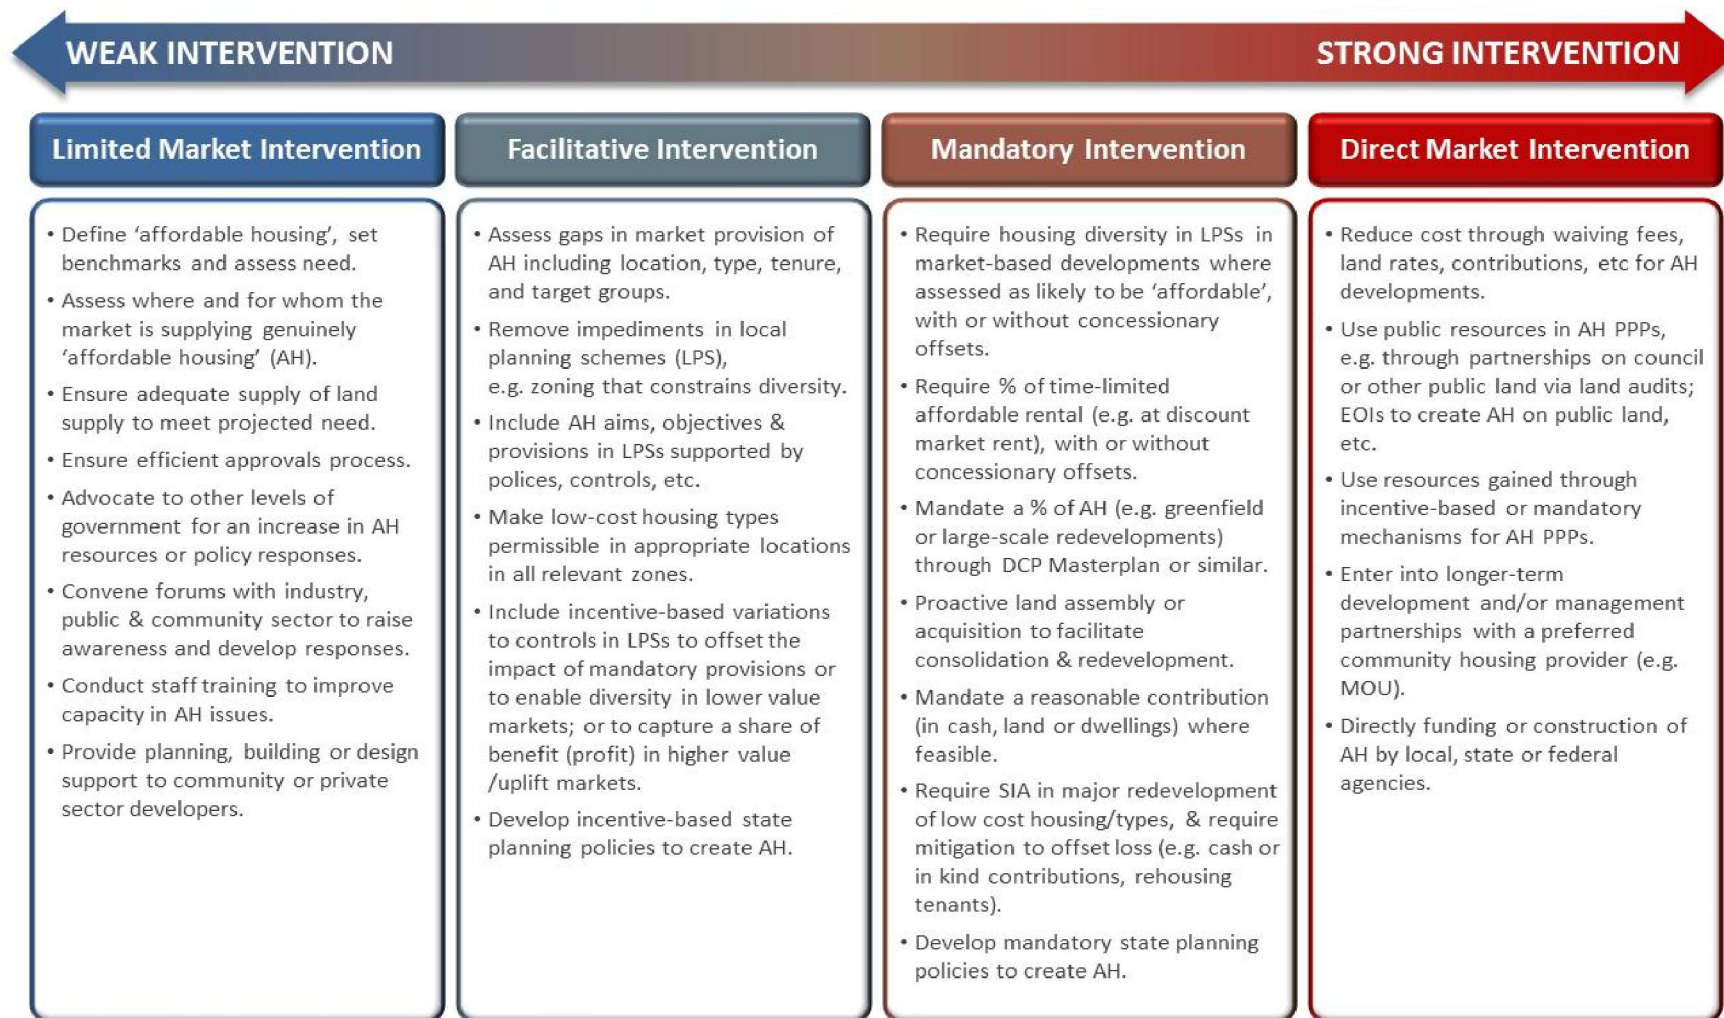 WEAK INTERVENTION
STRONG INTERVENTION
Limited Market Intervention
• Define ‘affordable housing’, set
benchmarks and assess need.
• Assess where and for whom the
market is supplying genuinely
‘affordable housing’ (AH).
• Ensure adequate supply of land
supply to meet projected need.
• Ensure efficient approvals process.
• Advocate to other levels of
government for an increase in AH
resources or policy responses.
• Convene forums with industry,
public & community sector to raise
awareness and develop responses.
• Conduct staff training to improve
capacity in AH issues.
• Provide planning, building or design
support to community or private
sector developers.
Facilitative Intervention
• Assess gaps in market provision of
AH including location, type, tenure,
and target groups.
• Remove impediments in local
planning schemes (LPS),
e.g. zoning that constrains diversity.
• Include AH aims, objectives &
provisions in LPSs supported by
polices, controls, etc.
• Make low-cost housing types
permissible in appropriate locations
in all relevant zones.
• Include incentive-based variations
to controls in LPSs to offset the
impact of mandatory provisions or
to enable diversity in lower value
markets; or to capture a share of
benefit (profit) in higher value
/uplift markets.
• Develop incentive-based state
planning policies to create AH.
Mandatory Intervention
• Require housing diversity in LPSs in
market-based developments where
assessed as likely to be ‘affordable’,
with or without concessionary
offsets.
• Require % of time-limited
affordable rental (e.g. at discount
market rent), with or without
concessionary offsets.
• Mandate a % of AH (e.g. greenfield
or large-scale redevelopments)
through DCP Masterplan or similar.
• Proactive land assembly or
acquisition to facilitate
consolidation & redevelopment.
• Mandate a reasonable contribution
(in cash, land or dwellings) where
feasible.
• Require SIA in major redevelopment
of low cost housing/types, & require
mitigation to offset loss (e.g. cash or
in kind contributions, rehousing
tenants).
• Develop mandatory state planning
policies to create AH.
Direct Market Intervention
• Reduce cost through waiving fees,
land rates, contributions, etc for AH
developments.
• Use public resources in AH PPPs,
e.g. through partnerships on council
or other public land via land audits;
EOIs to create AH on public land,
etc.
• Use resources gained through
incentive-based or mandatory
mechanisms for AH PPPs.
• Enter into longer-term
development and/or management
partnerships with a preferred
community housing provider (e.g.
MOU).
• Directly funding or construction of
AH by local, state or federal
agencies.